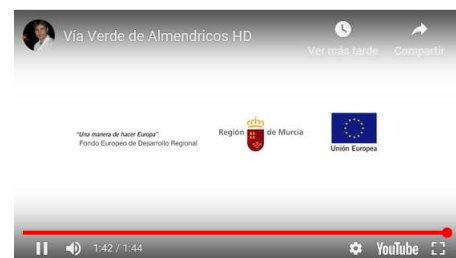 Vía Verde de Almendricos HD
Ver más tarde
Compartir
"Una manera de hacer Europa"
Fondo Europeo de Desarrollo Regional
Región de Murcia
Unión Europea
1:42 / 1:44
YouTube